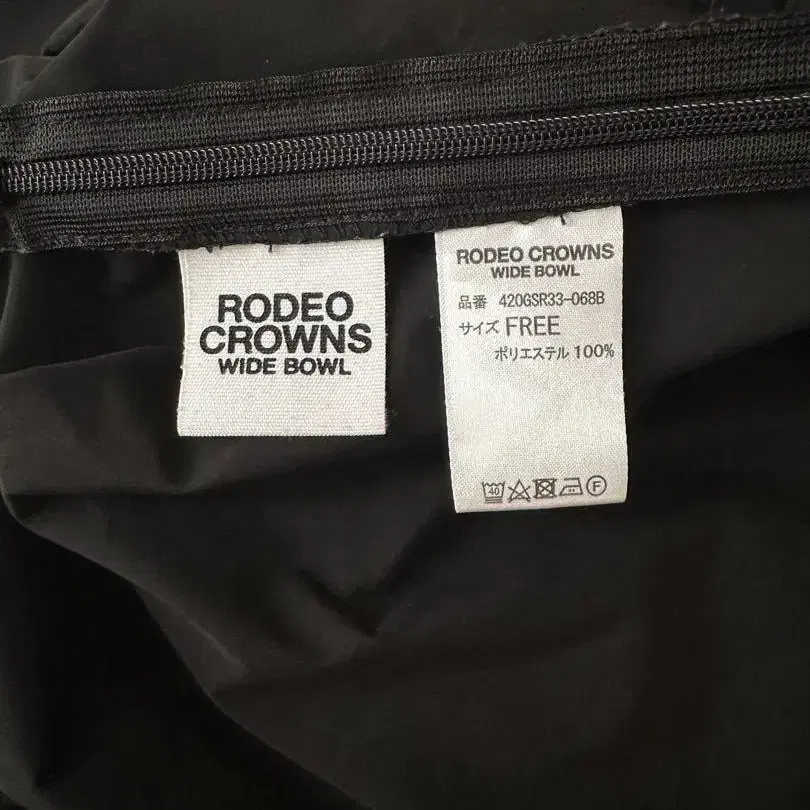 RODEO
CROWNS
WIDE BOWL
RODEO CROWNS
WIDE BOWL
品番 420GSR33-068B
サイズ FREE
ポリエステル 100%
40 F